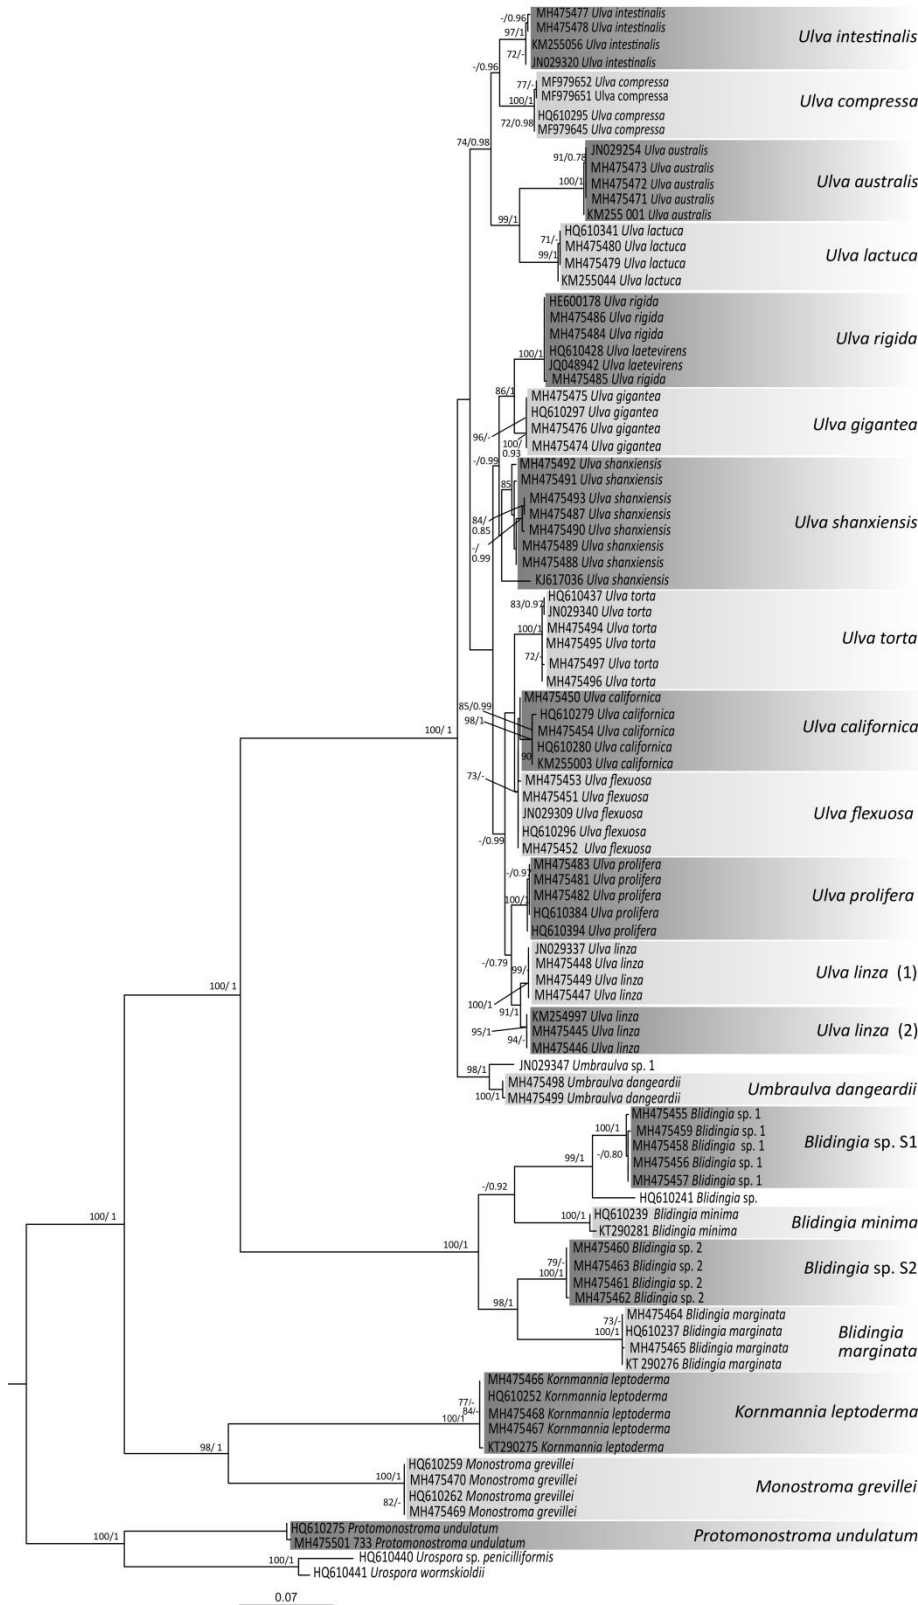 -/0.96
MH475477 Ulva intestinalis
MH475478 Ulva intestinalis
97/1
KM255056 Ulva intestinalis
72/-
JN029320 Ulva intestinalis
Ulva intestinalis
-/0.96
77/-
MF979652 Ulva compressa
MF979651 Ulva compressa
100/1
HQ610295 Ulva compressa
72/0.98
MF979645 Ulva compressa
Ulva compressa
74/0.98
91/0.78
JN029254 Ulva australis
MH475473 Ulva australis
100/1
MH475472 Ulva australis
MH475471 Ulva australis
KM255 001 Ulva australis
Ulva australis
99/1
HQ610341 Ulva lactuca
71/-
MH475480 Ulva lactuca
99/1
MH475479 Ulva lactuca
KM255044 Ulva lactuca
Ulva lactuca
HE600178 Ulva rigida
MH475486 Ulva rigida
MH475484 Ulva rigida
100/1
HQ610428 Ulva laetevirens
JQ048942 Ulva laetevirens
MH475485 Ulva rigida
Ulva rigida
86/1
MH475475 Ulva gigantea
HQ610297 Ulva gigantea
96/-
MH475476 Ulva gigantea
100/
0.93
MH475474 Ulva gigantea
Ulva gigantea
-/0.99
MH475492 Ulva shanxiensis
85
MH475491 Ulva shanxiensis
MH475493 Ulva shanxiensis
84/
0.85
MH475487 Ulva shanxiensis
MH475490 Ulva shanxiensis
-/
0.99
MH475489 Ulva shanxiensis
MH475488 Ulva shanxiensis
KJ617036 Ulva shanxiensis
Ulva shanxiensis
HQ610437 Ulva torta
83/0.97
JN029340 Ulva torta
100/1
MH475494 Ulva torta
MH475495 Ulva torta
72/-
MH475497 Ulva torta
MH475496 Ulva torta
Ulva torta
MH475450 Ulva californica
85/0.99
HQ610279 Ulva californica
98/1
MH475454 Ulva californica
HQ610280 Ulva californica
90
KM255003 Ulva californica
Ulva californica
100/ 1
73/-
MH475453 Ulva flexuosa
MH475451 Ulva flexuosa
JN029309 Ulva flexuosa
HQ610296 Ulva flexuosa
MH475452 Ulva flexuosa
Ulva flexuosa
-/0.99
-/0.97
MH475483 Ulva prolifera
MH475481 Ulva prolifera
100/1
MH475482 Ulva prolifera
HQ610384 Ulva prolifera
HQ610394 Ulva prolifera
Ulva prolifera
-/0.79
JN029337 Ulva linza
99/-
MH475448 Ulva linza
MH475449 Ulva linza
100/1
MH475447 Ulva linza
Ulva linza (1)
91/1
KM254997 Ulva linza
95/1
MH475445 Ulva linza
94/-
MH475446 Ulva linza
Ulva linza (2)
98/1
JN029347 Umbraulva sp. 1
MH475498 Umbraulva dangeardii
100/1
MH475499 Umbraulva dangeardii
Umbraulva dangeardii
100/ 1
MH475455 Blidingia sp. 1
100/1
MH475459 Blidingia sp. 1
MH475458 Blidingia sp. 1
-/0.80
MH475456 Blidingia sp. 1
MH475457 Blidingia sp. 1
Blidingia sp. S1
99/1
HQ610241 Blidingia sp.
-/0.92
HQ610239 Blidingia minima
100/1
KT290281 Blidingia minima
Blidingia minima
100/1
MH475460 Blidingia sp. 2
79/-
MH475463 Blidingia sp. 2
100/1
MH475461 Blidingia sp. 2
MH475462 Blidingia sp. 2
Blidingia sp. S2
98/1
MH475464 Blidingia marginata
73/-
HQ610237 Blidingia marginata
100/1
MH475465 Blidingia marginata
KT 290276 Blidingia marginata
Blidingia
marginata
100/ 1
MH475466 Kornmannia leptoderma
HQ610252 Kornmannia leptoderma
77/-
84/-
MH475468 Kornmannia leptoderma
100/1
MH475467 Kornmannia leptoderma
KT290275 Kornmannia leptoderma
Kornmannia leptoderma
98/ 1
HQ610259 Monostroma grevillei
100/1
MH475470 Monostroma grevillei
HQ610262 Monostroma grevillei
82/-
MH475469 Monostroma grevillei
Monostroma grevillei
100/1
HQ610275 Protomonostroma undulatum
MH475501 733 Protomonostroma undulatum
Protomonostroma undulatum
100/1
HQ610440 Urospora sp. penicilliformis
HQ610441 Urospora wormskioldii
0.07